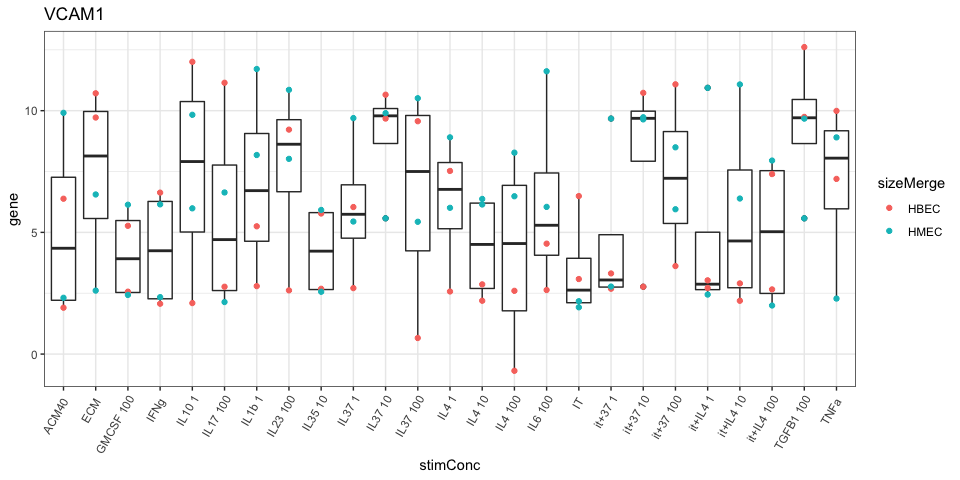 VCAM1
gene
10
5
0
ACM40
ECM
GMCSF 100
IFNg
IL10 1
IL17 100
IL1b 1
IL23 100
IL35 10
IL37 1
IL37 10
IL37 100
IL4 1
IL4 10
IL4 100
IL6 100
IT
it+37 1
it+37 10
it+37 100
it+IL4 1
it+IL4 10
it+IL4 100
TGFB1 100
TNFa
stimConc
sizeMerge
HBEC
HMEC